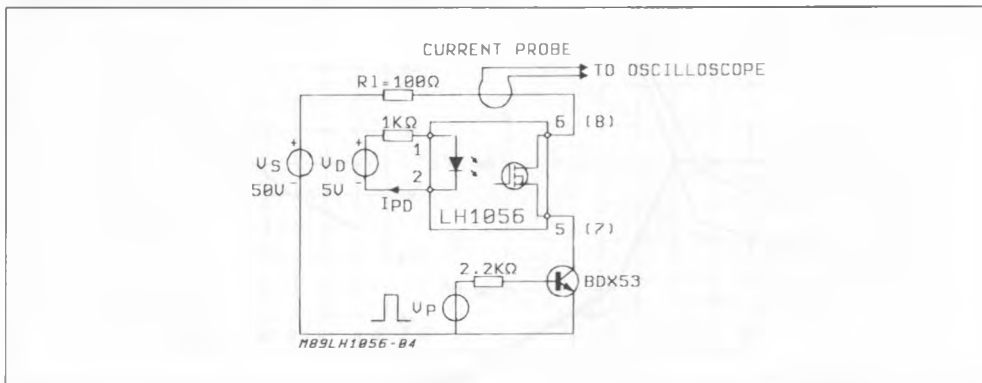 CURRENT PROBE
TO OSCILLOSCOPE
Rl=100Ω
1KΩ
6 (8)
1
+
+
VS
VD
2
50V
-
5V
-
IPD
LH1056
5 (7)
2.2KΩ
BDX53
VP
M89LH1056-04